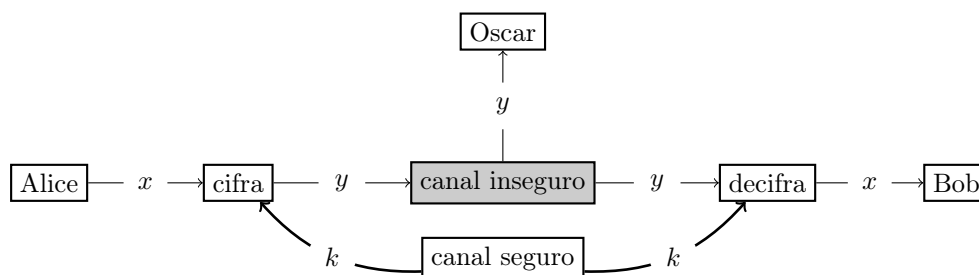 Oscar
y
Alice x cifra y canal inseguro y decifra x Bob
k canal seguro k